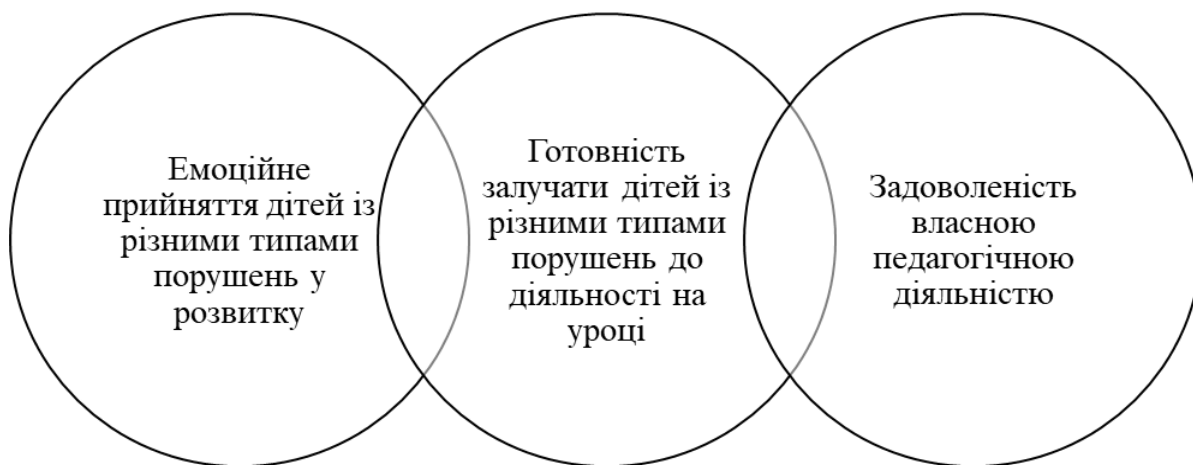 Емоційне
прийняття дітей із
різними типами
порушень у
розвитку
Готовність
залучати дітей із
різними типами
порушень до
діяльності на
уроці
Задоволеність
власною
педагогічною
діяльністю